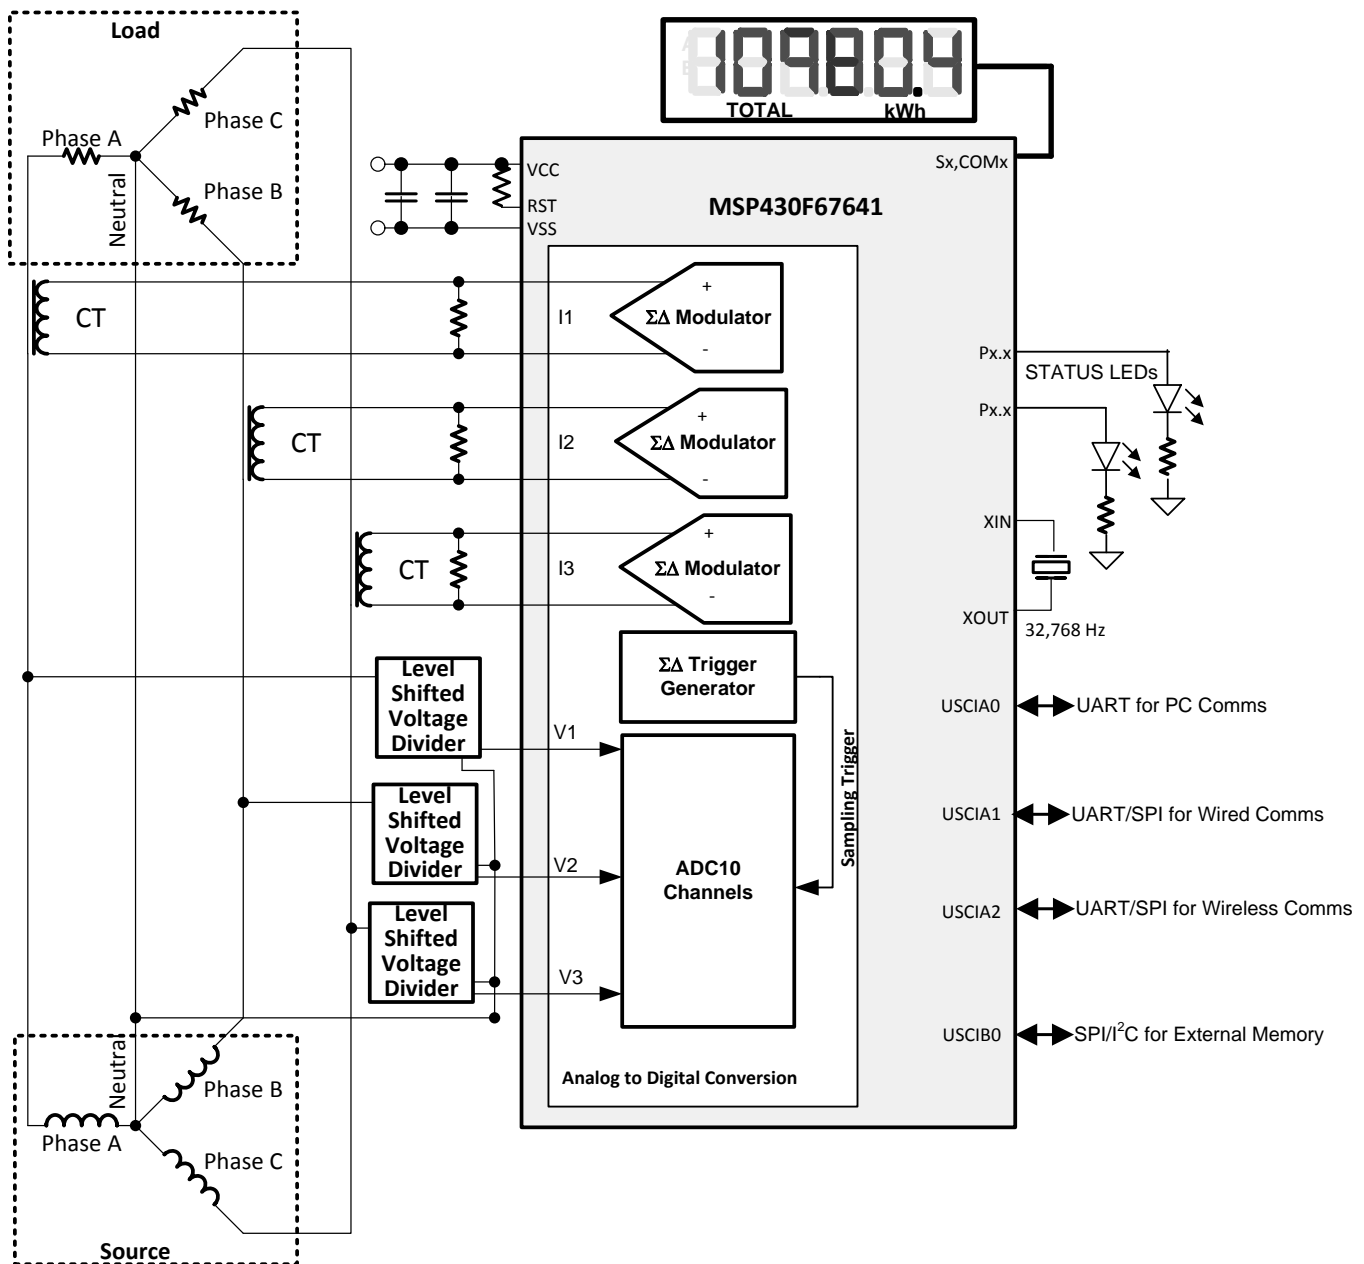 Load
Phase A
Phase C
Phase B
Neutral
109804
TOTAL
kWh
VCC
RST
VSS
MSP430F67641
Sx,COMx
CT
I1
+
ΣΔ Modulator
-
CT
I2
+
ΣΔ Modulator
-
CT
I3
+
ΣΔ Modulator
-
Px.x
STATUS LEDs
Px.x
XIN
XOUT
32,768 Hz
Level
Shifted
Voltage
Divider
V1
Level
Shifted
Voltage
Divider
V2
Level
Shifted
Voltage
Divider
V3
ΣΔ Trigger
Generator
Sampling Trigger
ADC10
Channels
Analog to Digital Conversion
USCIA0
UART for PC Comms
USCIA1
UART/SPI for Wired Comms
USCIA2
UART/SPI for Wireless Comms
USCIB0
SPI/I²C for External Memory
Neutral
Phase B
Phase A
Phase C
Source